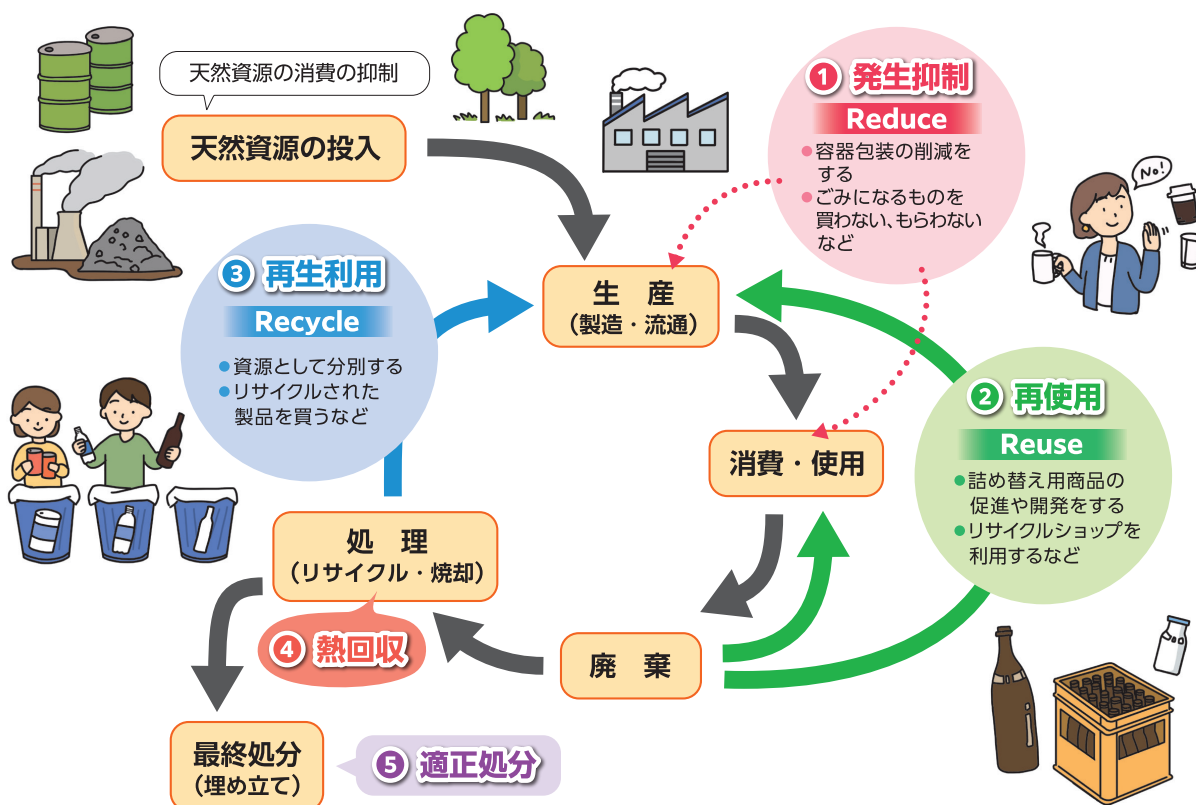 天然資源の消費の抑制
天然資源の投入
❶ 発生抑制
Reduce
●容器包装の削減を
する
●ごみになるものを
買わない、もらわない
など
No!
❸ 再生利用
Recycle
●資源として分別する
●リサイクルされた
製品を買うなど
生　産
（製造・流通）
❷ 再使用
Reuse
●詰め替え用商品の
促進や開発をする
●リサイクルショップを
利用するなど
消費・使用
処　理
（リサイクル・焼却）
❹ 熱回収
廃　棄
最終処分
（埋め立て）
❺ 適正処分